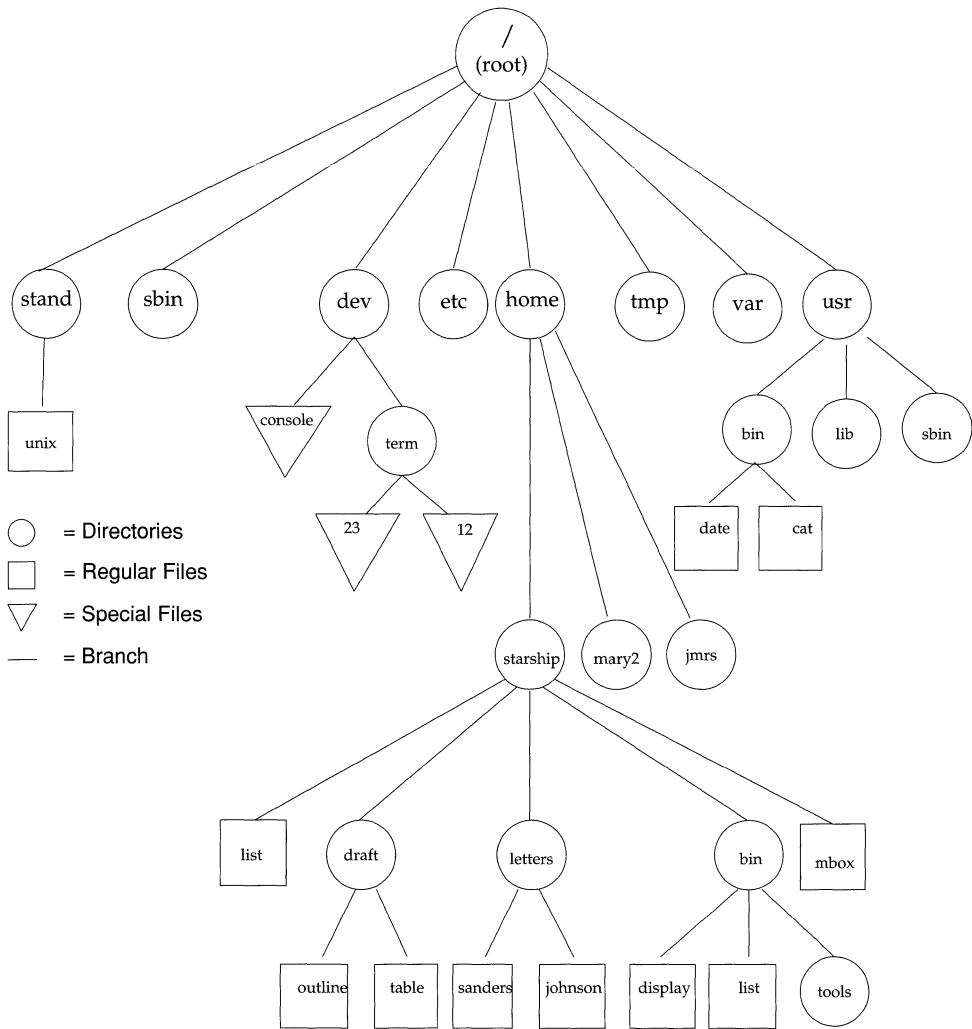 /
(root)
stand
sbin
dev
etc
home
tmp
var
usr
unix
console
term
bin
lib
sbin
23
12
date
cat
= Directories
= Regular Files
= Special Files
= Branch
starship
mary2
jmrs
list
draft
letters
bin
mbox
outline
table
sanders
johnson
display
list
tools